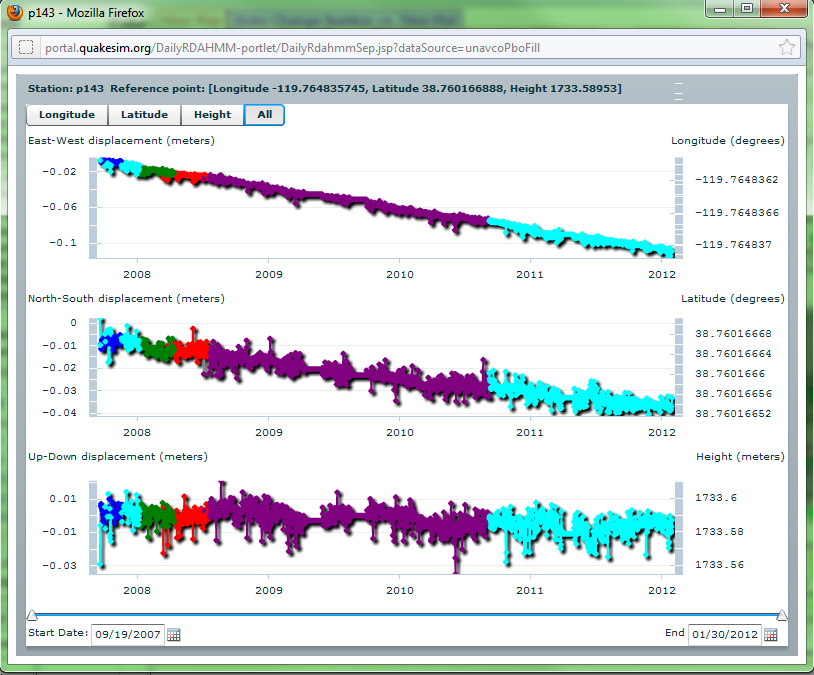 p143 - Mozilla Firefox
portal.quakesim.org/DailyRDAHMM-portlet/DailyRdahmmSep.jsp?dataSource=unavcoPboFill
Station: p143 Reference point: [Longitude -119.764835745, Latitude 38.760166888, Height 1733.58953]
Longitude Latitude Height All
East-West displacement (meters) Longitude (degrees)
-0.02 -119.7648362
-0.06 -119.7648366
-0.1 -119.764837
2008 2009 2010 2011 2012
North-South displacement (meters) Latitude (degrees)
0
-0.01 38.76016668
-0.02 38.76016664
-0.03 38.7601666
-0.04 38.76016656
38.76016652
2008 2009 2010 2011 2012
Up-Down displacement (meters) Height (meters)
0.01 1733.6
-0.01 1733.58
-0.03 1733.56
2008 2009 2010 2011 2012
Start Date: 09/19/2007 End 01/30/2012